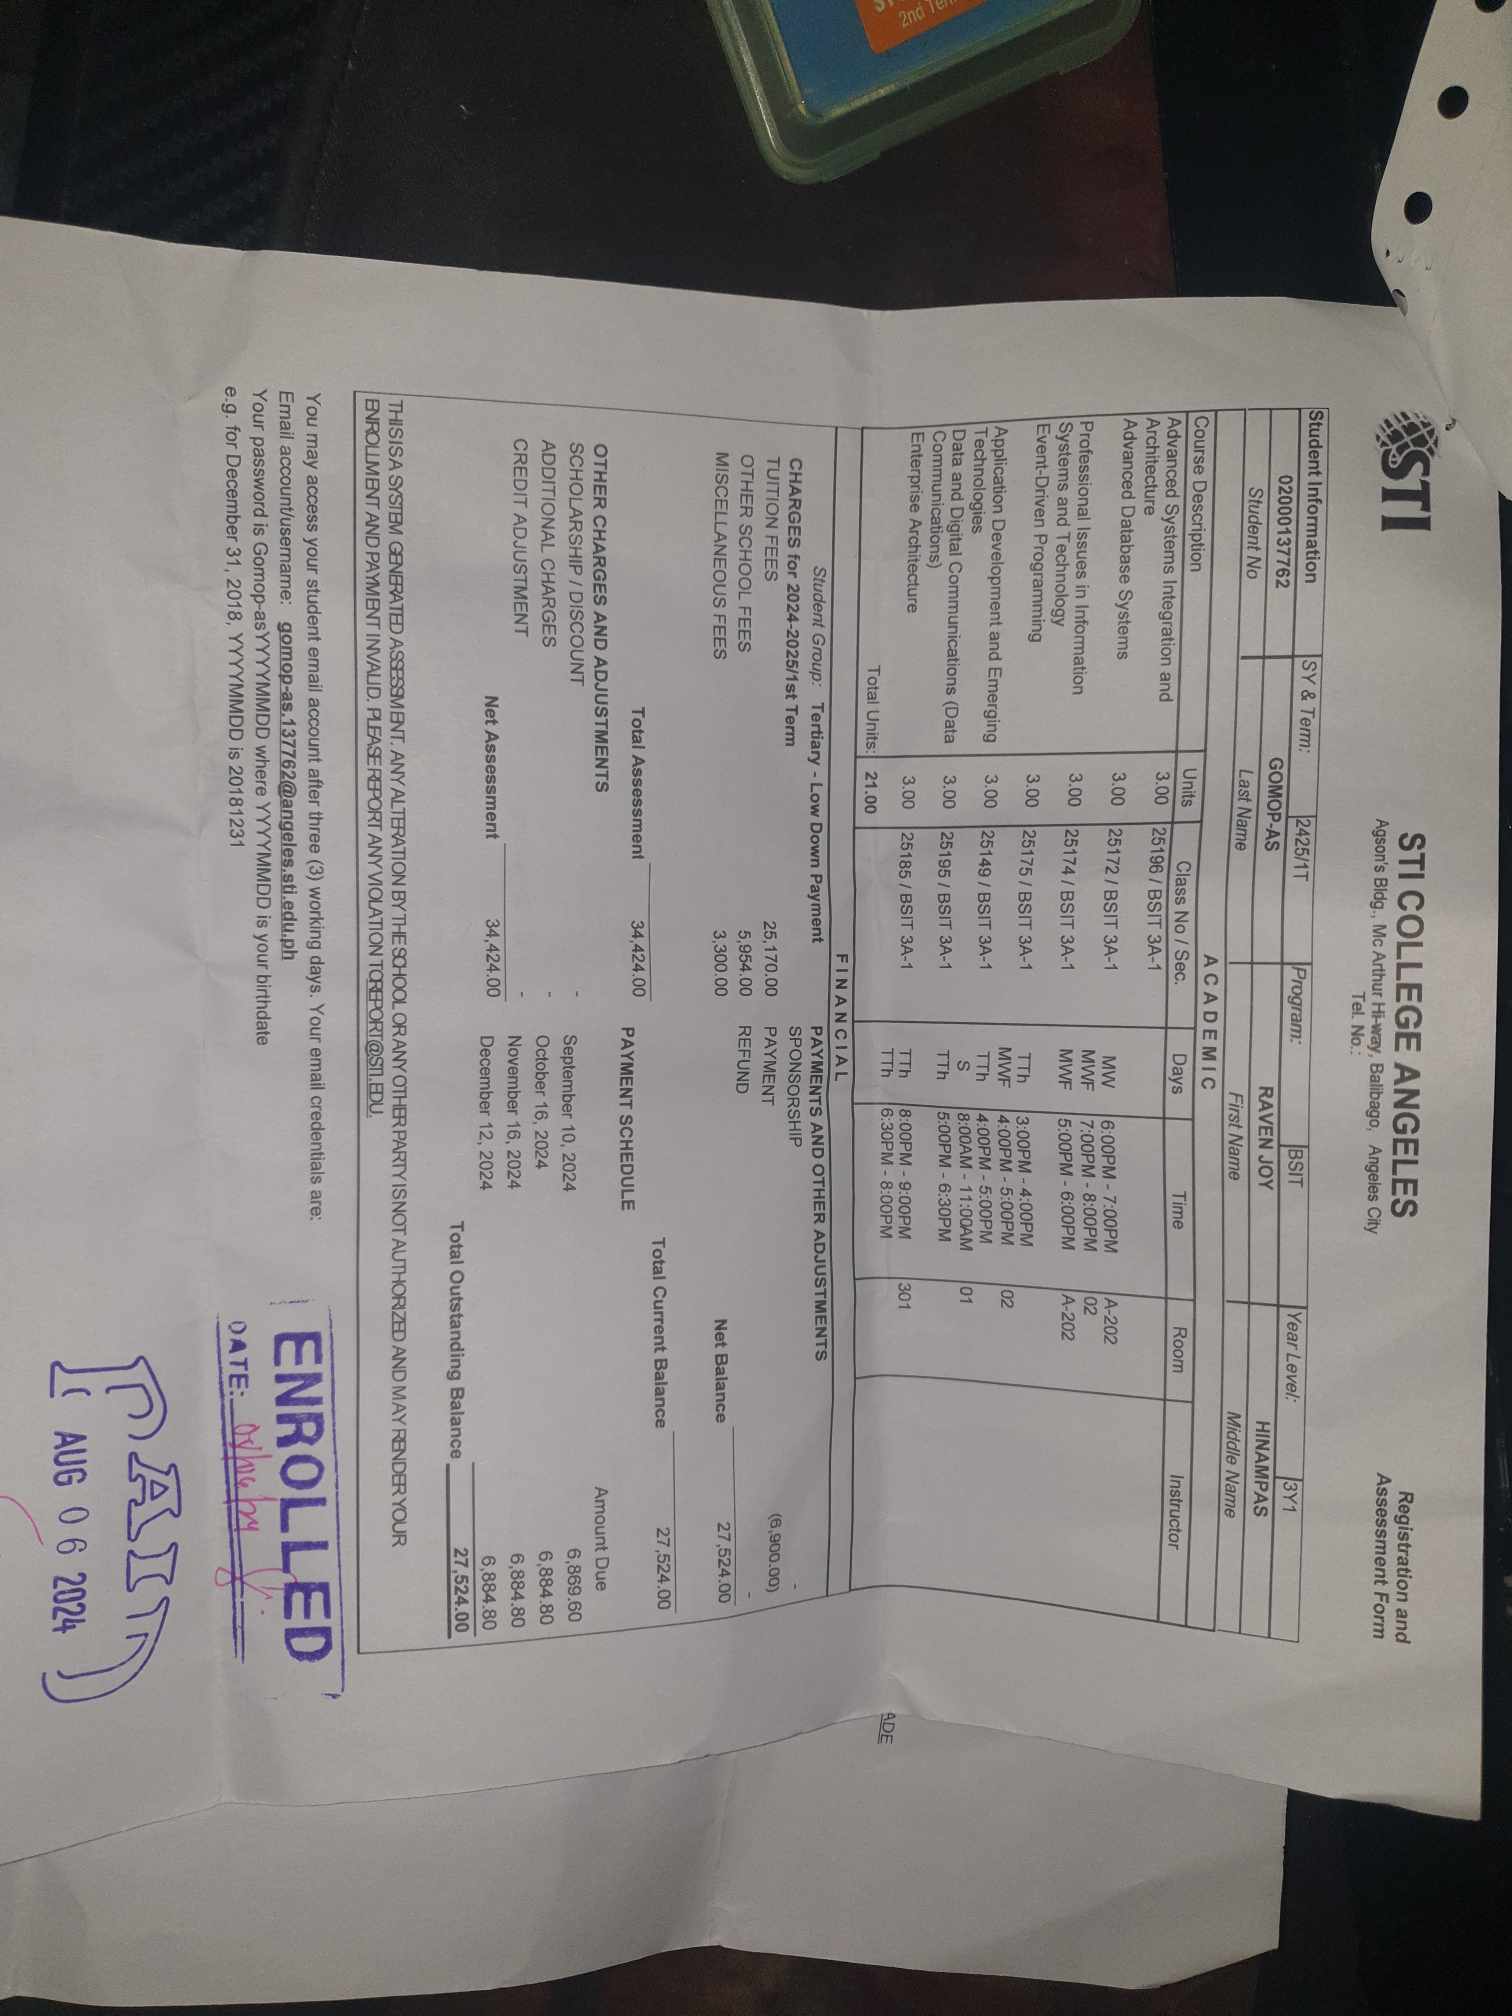 2nd Ter
STI
STI COLLEGE ANGELES
Agson's Bldg., Mc Arthur Hi-way, Balibago, Angeles City
Tel. No.:
Registration and
Assessment Form
Student Information SY & Term: 2425/1T Program: BSIT Year Level: 3Y1
02000137762 GOMOP-AS RAVEN JOY HINAMPAS
Student No Last Name First Name Middle Name
ACADEMIC
Course Description Units Class No / Sec. Days Time Room Instructor
Advanced Systems Integration and 3.00 25196 / BSIT 3A-1
Architecture
Advanced Database Systems 3.00 25172 / BSIT 3A-1 MW 6:00PM - 7:00PM A-202
MWF 7:00PM - 8:00PM 02
Professional Issues in Information 3.00 25174 / BSIT 3A-1 MWF 5:00PM - 6:00PM A-202
Systems and Technology
Event-Driven Programming 3.00 25175 / BSIT 3A-1 TTh 3:00PM - 4:00PM
MWF 4:00PM - 5:00PM 02
Application Development and Emerging 3.00 25149 / BSIT 3A-1 TTh 4:00PM - 5:00PM
Technologies S 8:00AM - 11:00AM 01
Data and Digital Communications (Data 3.00 25195 / BSIT 3A-1 TTh 5:00PM - 6:30PM
Communications)
Enterprise Architecture 3.00 25185 / BSIT 3A-1 TTh 8:00PM - 9:00PM 301
TTh 6:30PM - 8:00PM
Total Units: 21.00
FINANCIAL
Student Group: Tertiary - Low Down Payment PAYMENTS AND OTHER ADJUSTMENTS
CHARGES for 2024-2025/1st Term SPONSORSHIP -
TUITION FEES 25,170.00 PAYMENT (6,900.00)
OTHER SCHOOL FEES 5,954.00 REFUND -
MISCELLANEOUS FEES 3,300.00 Net Balance 27,524.00
Total Assessment 34,424.00 Total Current Balance 27,524.00
OTHER CHARGES AND ADJUSTMENTS PAYMENT SCHEDULE Amount Due
SCHOLARSHIP / DISCOUNT - September 10, 2024 6,869.60
ADDITIONAL CHARGES - October 16, 2024 6,884.80
CREDIT ADJUSTMENT - November 16, 2024 6,884.80
Net Assessment 34,424.00 December 12, 2024 6,884.80
Total Outstanding Balance 27,524.00
THIS IS A SYSTEM GENERATED ASSESSMENT. ANY ALTERATION BY THE SCHOOL OR ANY OTHER PARTY IS NOT AUTHORIZED AND MAY RENDER YOUR
ENROLLMENT AND PAYMENT INVALID. PLEASE REPORT ANY VIOLATION TO REPORT@STI.EDU.
You may access your student email account after three (3) working days. Your email credentials are:
Email account/username: gomop-as.137762@angeles.sti.edu.ph
Your password is Gomop-asYYYYMMDD where YYYYMMDD is your birthdate
e.g. for December 31, 2018, YYYYMMDD is 20181231
ENROLLED
DATE:
PAID
AUG 06 2024
ADE